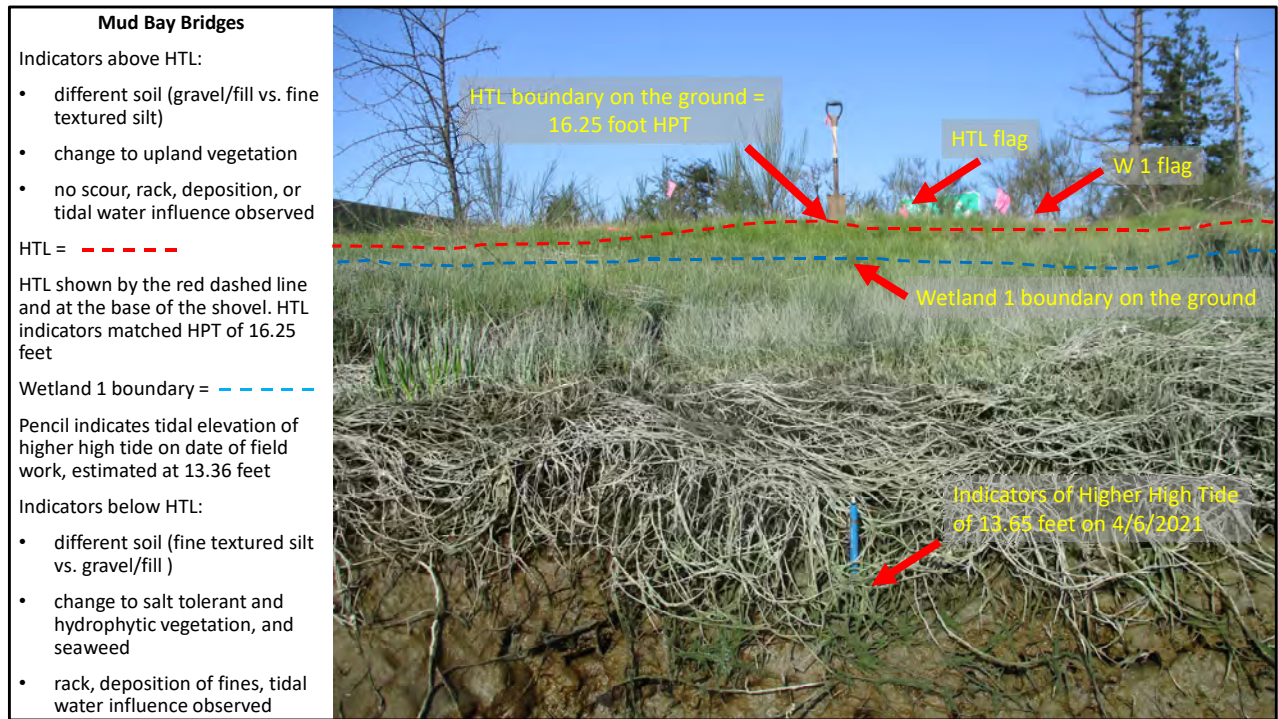 Mud Bay Bridges
Indicators above HTL:
• different soil (gravel/fill vs. fine
textured silt)
• change to upland vegetation
• no scour, rack, deposition, or
tidal water influence observed
HTL =
HTL shown by the red dashed line
and at the base of the shovel. HTL
indicators matched HPT of 16.25
feet
Wetland 1 boundary =
Pencil indicates tidal elevation of
higher high tide on date of field
work, estimated at 13.36 feet
Indicators below HTL:
• different soil (fine textured silt
vs. gravel/fill )
• change to salt tolerant and
hydrophytic vegetation, and
seaweed
• rack, deposition of fines, tidal
water influence observed
HTL boundary on the ground =
16.25 foot HPT
HTL flag
W 1 flag
Wetland 1 boundary on the ground
Indicators of Higher High Tide
of 13.65 feet on 4/6/2021